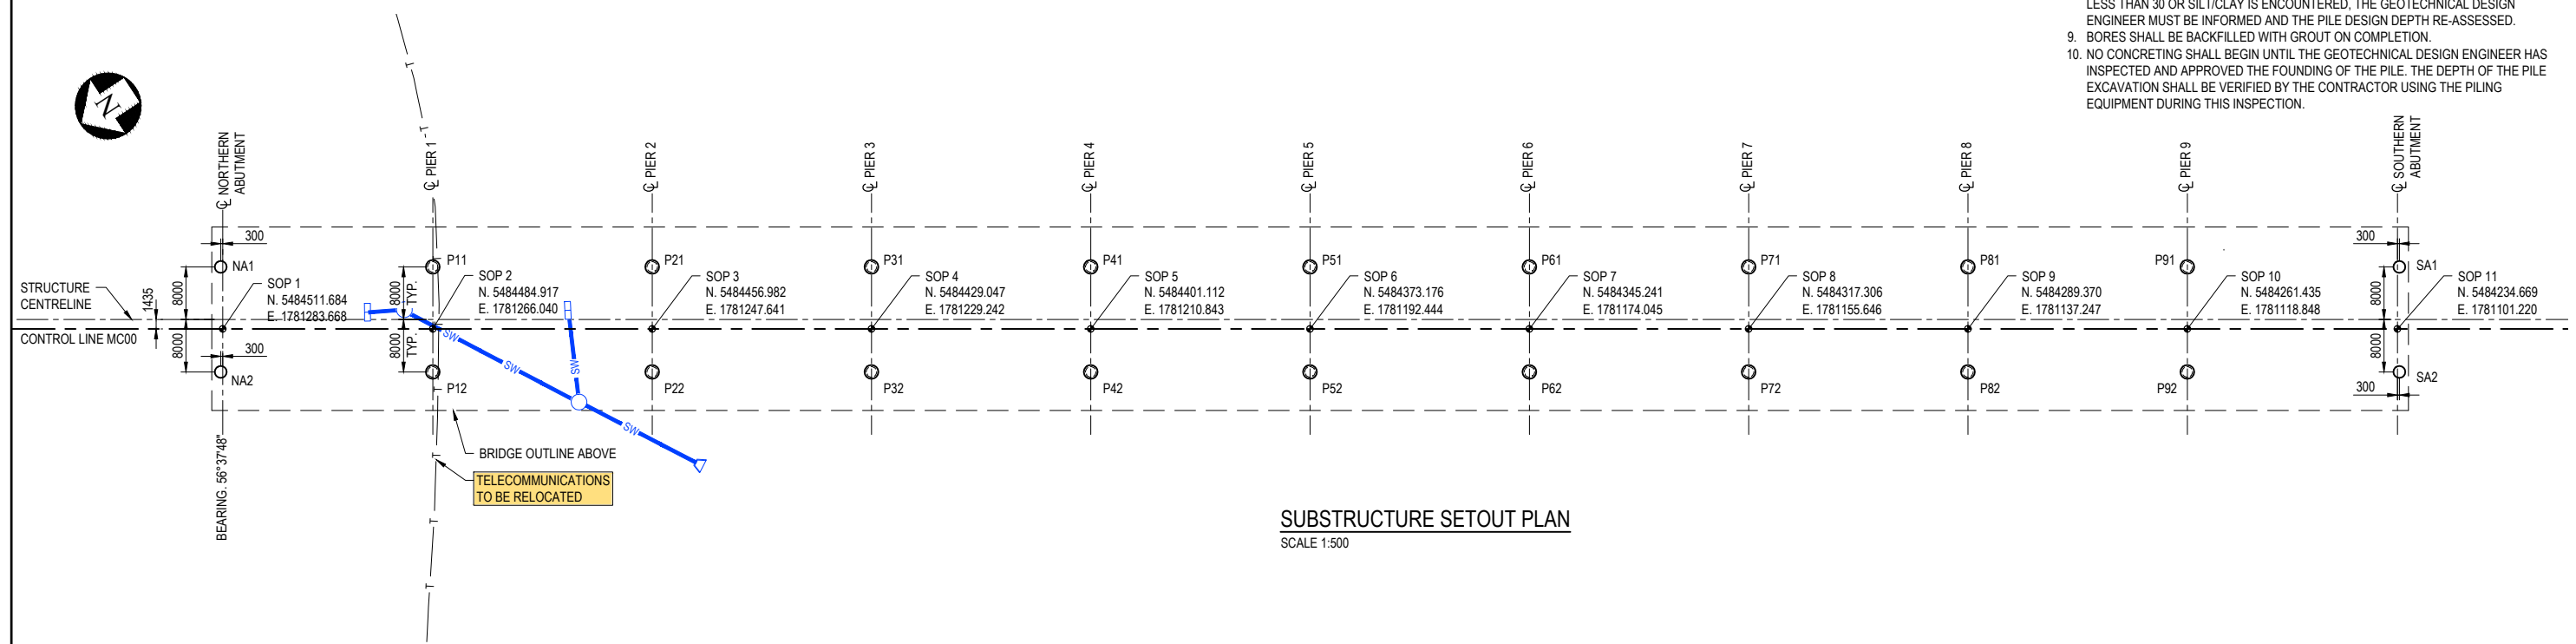 LESS THAN 30 OR SILT/CLAY IS ENCOUNTERED, THE GEOTECHNICAL DESIGN
ENGINEER MUST BE INFORMED AND THE PILE DESIGN DEPTH RE-ASSESSED.
9. BORES SHALL BE BACKFILLED WITH GROUT ON COMPLETION.
10. NO CONCRETING SHALL BEGIN UNTIL THE GEOTECHNICAL DESIGN ENGINEER HAS
INSPECTED AND APPROVED THE FOUNDING OF THE PILE. THE DEPTH OF THE PILE
EXCAVATION SHALL BE VERIFIED BY THE CONTRACTOR USING THE PILING
EQUIPMENT DURING THIS INSPECTION.
N
℄ NORTHERN
ABUTMENT
℄ PIER 1
℄ PIER 2
℄ PIER 3
℄ PIER 4
℄ PIER 5
℄ PIER 6
℄ PIER 7
℄ PIER 8
℄ PIER 9
℄ SOUTHERN
ABUTMENT
T
T
T
300
300
NA1
P11
P21
P31
P41
P51
P61
P71
P81
P91
SA1
STRUCTURE
CENTRELINE
1435
8000
SOP 1
N. 5484511.684
E. 1781283.668
8000
TYP.
SOP 2
N. 5484484.917
E. 1781266.040
SOP 3
N. 5484456.982
E. 1781247.641
SOP 4
N. 5484429.047
E. 1781229.242
SOP 5
N. 5484401.112
E. 1781210.843
SOP 6
N. 5484373.176
E. 1781192.444
SOP 7
N. 5484345.241
E. 1781174.045
SOP 8
N. 5484317.306
E. 1781155.646
SOP 9
N. 5484289.370
E. 1781137.247
SOP 10
N. 5484261.435
E. 1781118.848
8000
SOP 11
N. 5484234.669
E. 1781101.220
CONTROL LINE MC00
8000
300
8000
TYP.
SW
SW
SW
SW
8000
300
NA2
P12
P22
P32
P42
P52
P62
P72
P82
P92
SA2
BEARING. 56°37'48"
BRIDGE OUTLINE ABOVE
T
T
T
T
TELECOMMUNICATIONS
TO BE RELOCATED
SUBSTRUCTURE SETOUT PLAN
SCALE 1:500